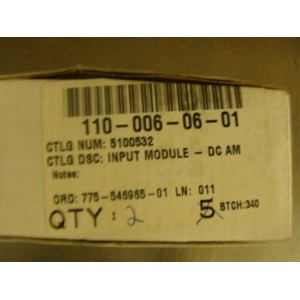 110-006-06-01
CTLG NUM: 5100532
CTLG DSC: INPUT MODULE - DC AM
Notes:
ORD: 775-546965-01 LN: 011
QTY: 2 5 BTCH: 340